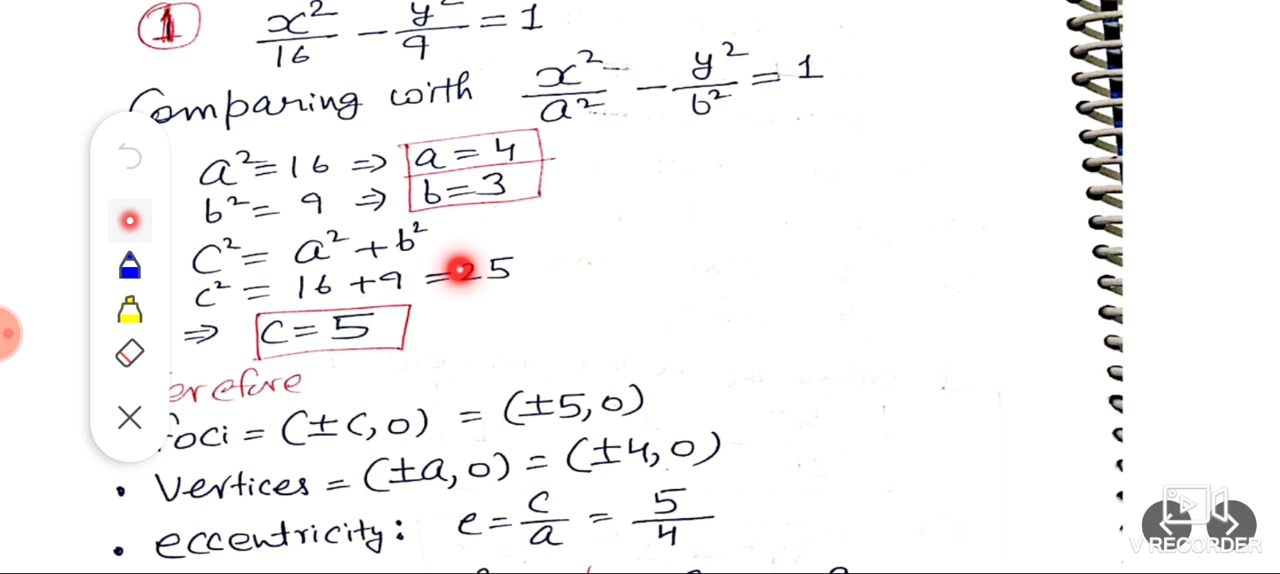 1 x²/16 - y²/9 = 1
Comparing with x²/a² - y²/b² = 1
a² = 16 ⇒ a = 4
b² = 9 ⇒ b = 3
C² = a² + b²
c² = 16 + 9 = 25
⇒ C = 5
erefore
foci = (±c, 0) = (±5, 0)
• Vertices = (±a, 0) = (±4, 0)
• eccentricity: e = c/a = 5/4
V RECORDER